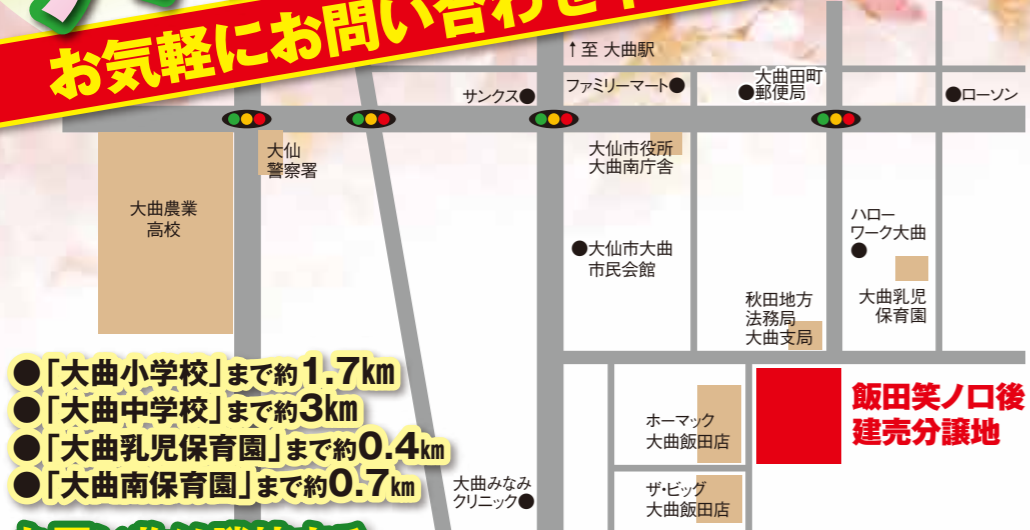 お気軽にお問い合わせ
↑至 大曲駅
サンクス●
ファミリーマート●
大曲田町
●郵便局
●ローソン
大仙
警察署
大仙市役所
大曲南庁舎
大曲農業
高校
ハロー
ワーク大曲
●
●大仙市大曲
市民会館
大曲乳児
保育園
秋田地方
法務局
大曲支局
●「大曲小学校」まで約1.7km
●「大曲中学校」まで約3km
●「大曲乳児保育園」まで約0.4km
●「大曲南保育園」まで約0.7km
飯田笑ノ口後
建売分譲地
ホーマック
大曲飯田店
大曲みなみ
クリニック●
ザ・ビッグ
大曲飯田店